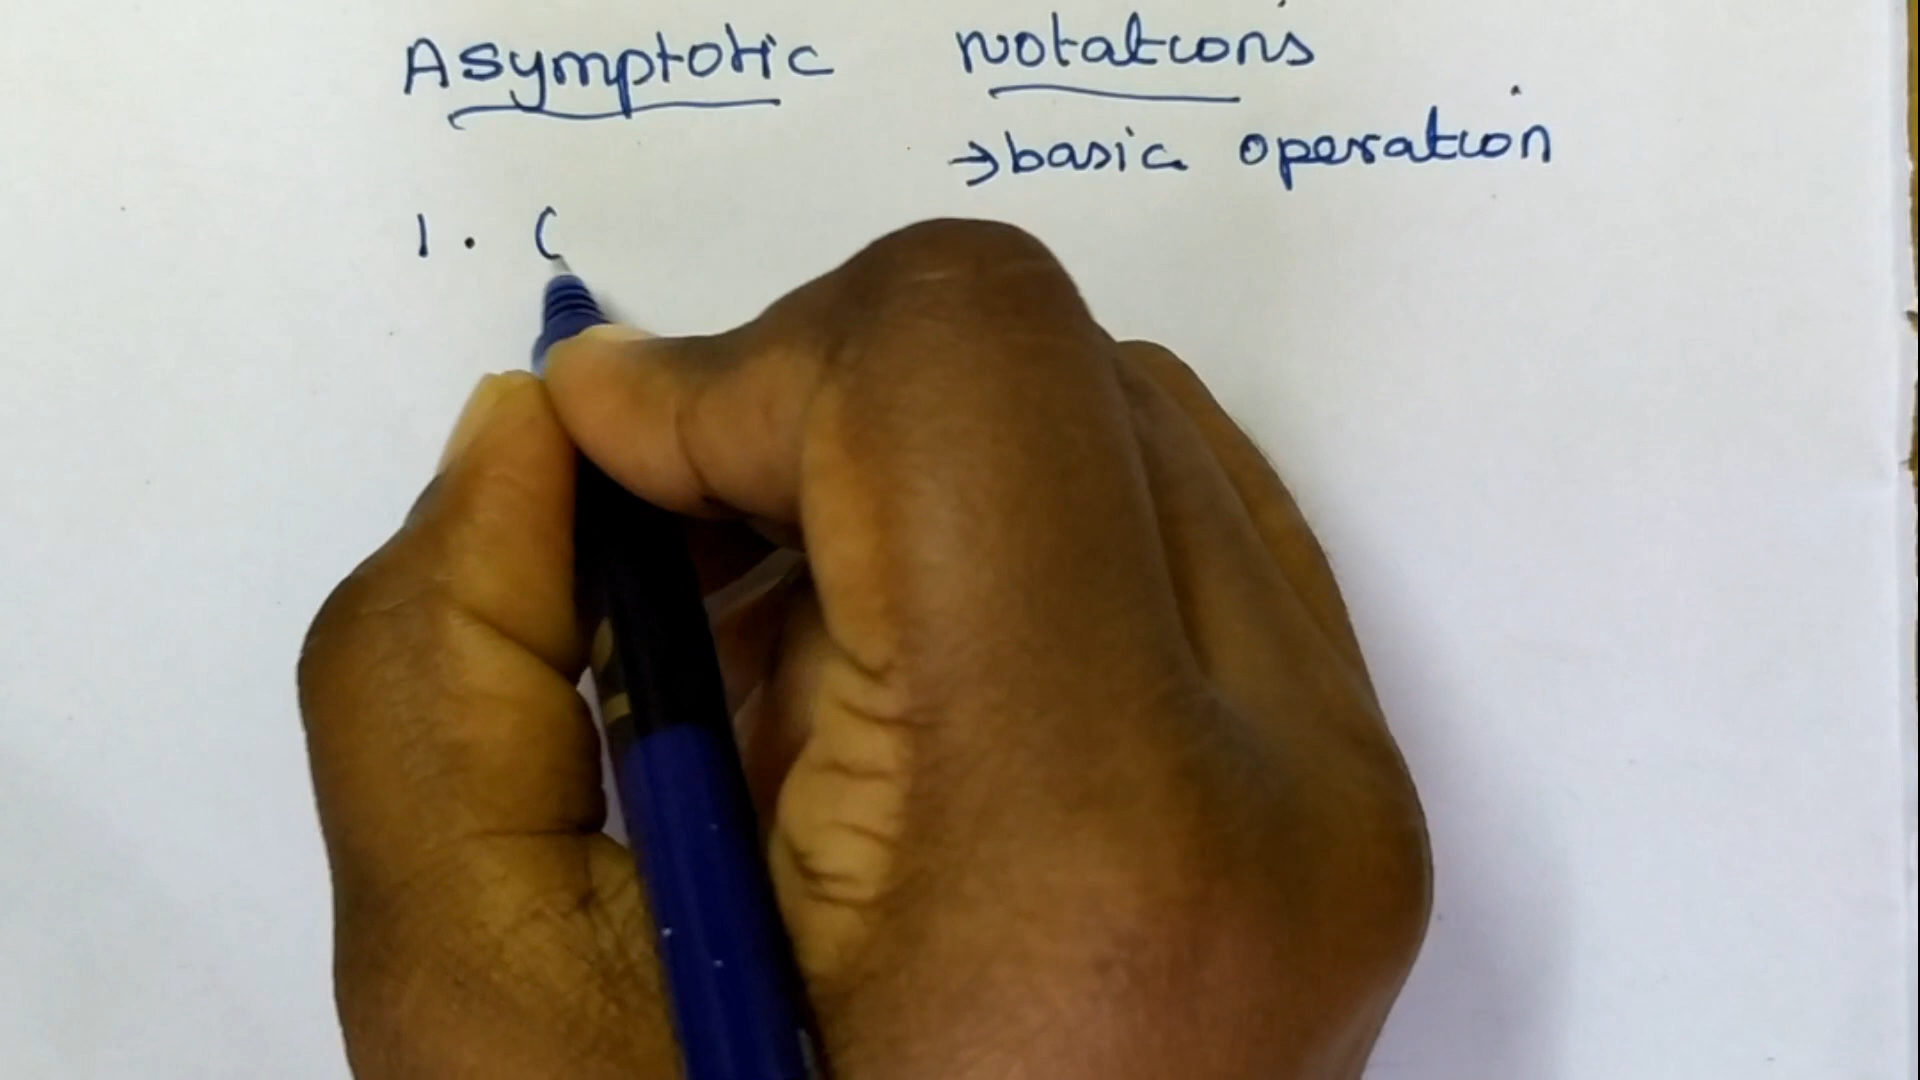 Asymptotic notations
→ basic operation
1. (